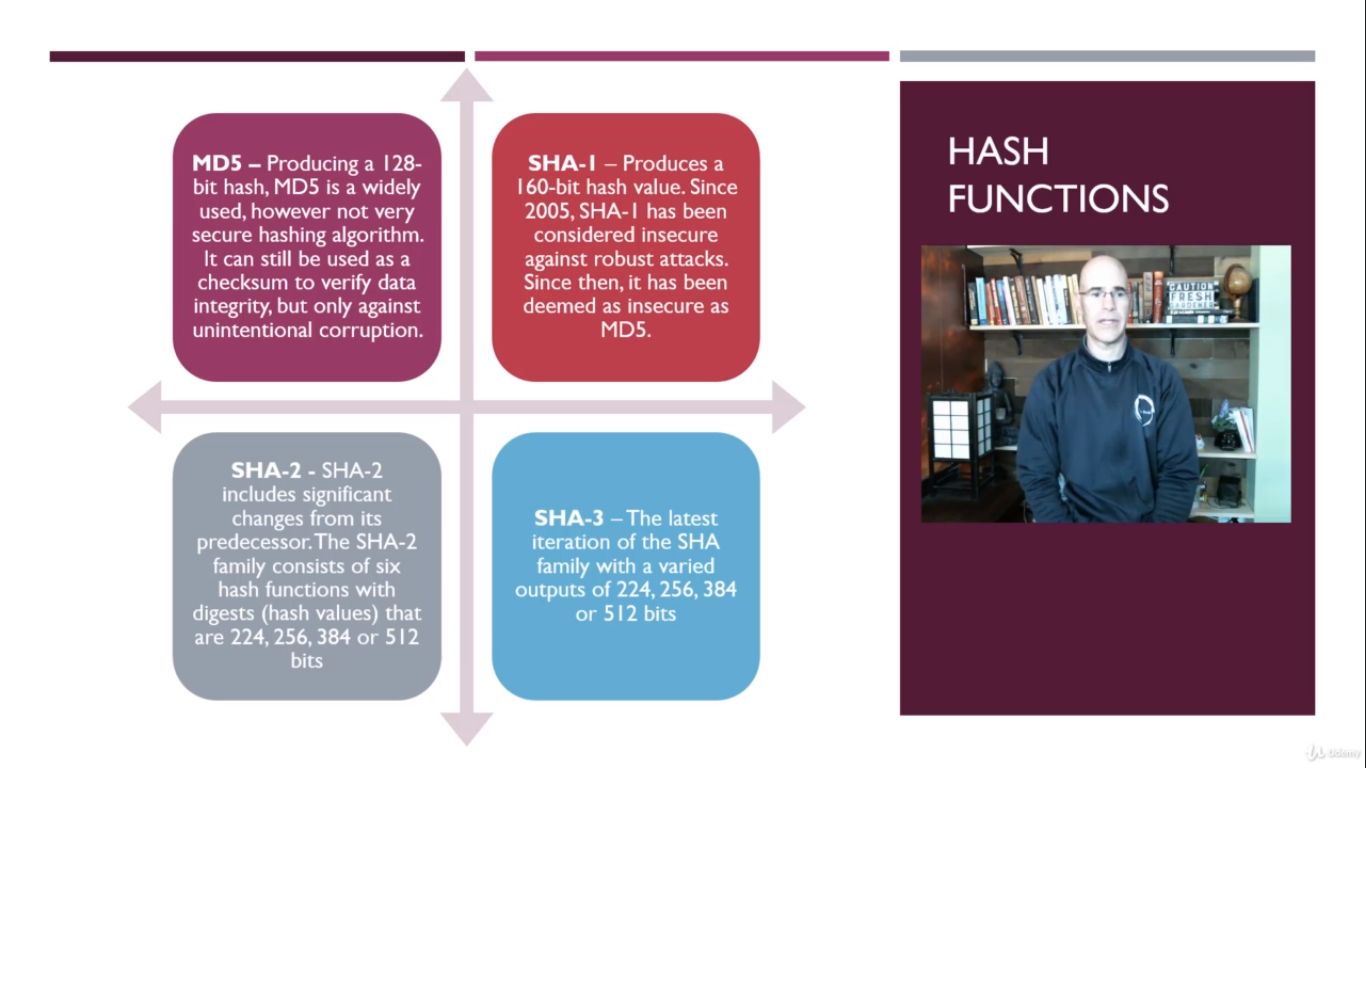 MD5 – Producing a 128-
bit hash, MD5 is a widely
used, however not very
secure hashing algorithm.
It can still be used as a
checksum to verify data
integrity, but only against
unintentional corruption.
SHA-1 – Produces a
160-bit hash value. Since
2005, SHA-1 has been
considered insecure
against robust attacks.
Since then, it has been
deemed as insecure as
MD5.
SHA-2 - SHA-2
includes significant
changes from its
predecessor. The SHA-2
family consists of six
hash functions with
digests (hash values) that
are 224, 256, 384 or 512
bits
SHA-3 – The latest
iteration of the SHA
family with a varied
outputs of 224, 256, 384
or 512 bits
HASH
FUNCTIONS
CAUTION
FRESH
Udemy